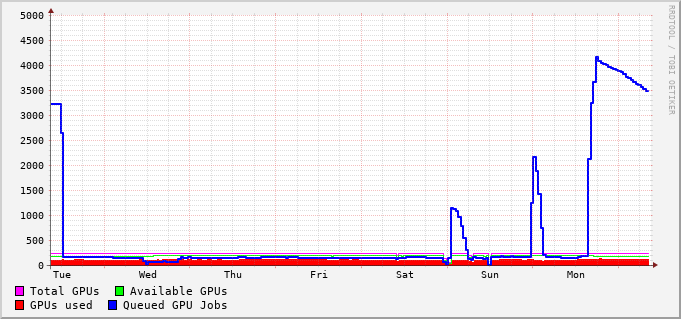 5000
4500
4000
3500
3000
2500
2000
1500
1000
500
0
Tue Wed Thu Fri Sat Sun Mon
Total GPUs Available GPUs
GPUs used Queued GPU Jobs
RRDTOOL / TOBI OETIKER